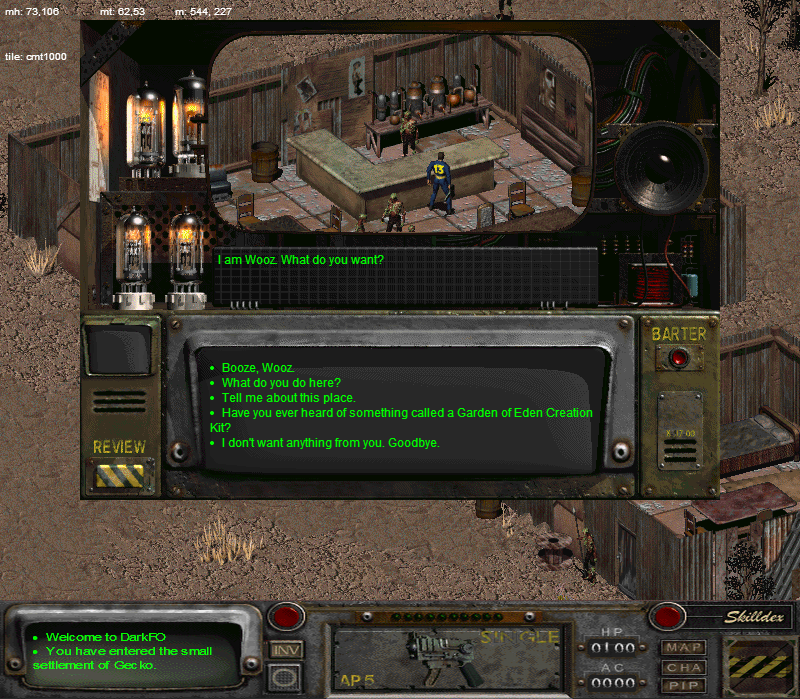 mh: 73,106 mt: 62,53 m: 544, 227
tile: cmt1000
13
I am Wooz. What do you want?
BARTER
• Booze, Wooz.
• What do you do here?
• Tell me about this place.
• Have you ever heard of something called a Garden of Eden Creation
Kit?
• I don't want anything from you. Goodbye.
REVIEW
• Welcome to DarkFO
• You have entered the small
settlement of Gecko.
INV
SINGLE
AP 5
HP
0100
AC
0000
Skilldex
MAP
CHA
PIP